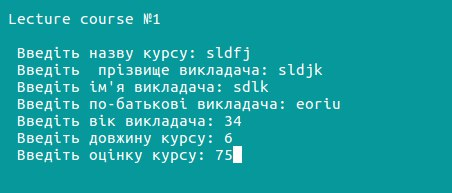 Lecture course №1
Введіть назву курсу: sldfj
Введіть  прізвище викладача: sldjk
Введіть ім'я викладача: sdlk
Введіть по-батькові викладача: eoriu
Введіть вік викладача: 34
Введіть довжину курсу: 6
Введіть оцінку курсу: 75